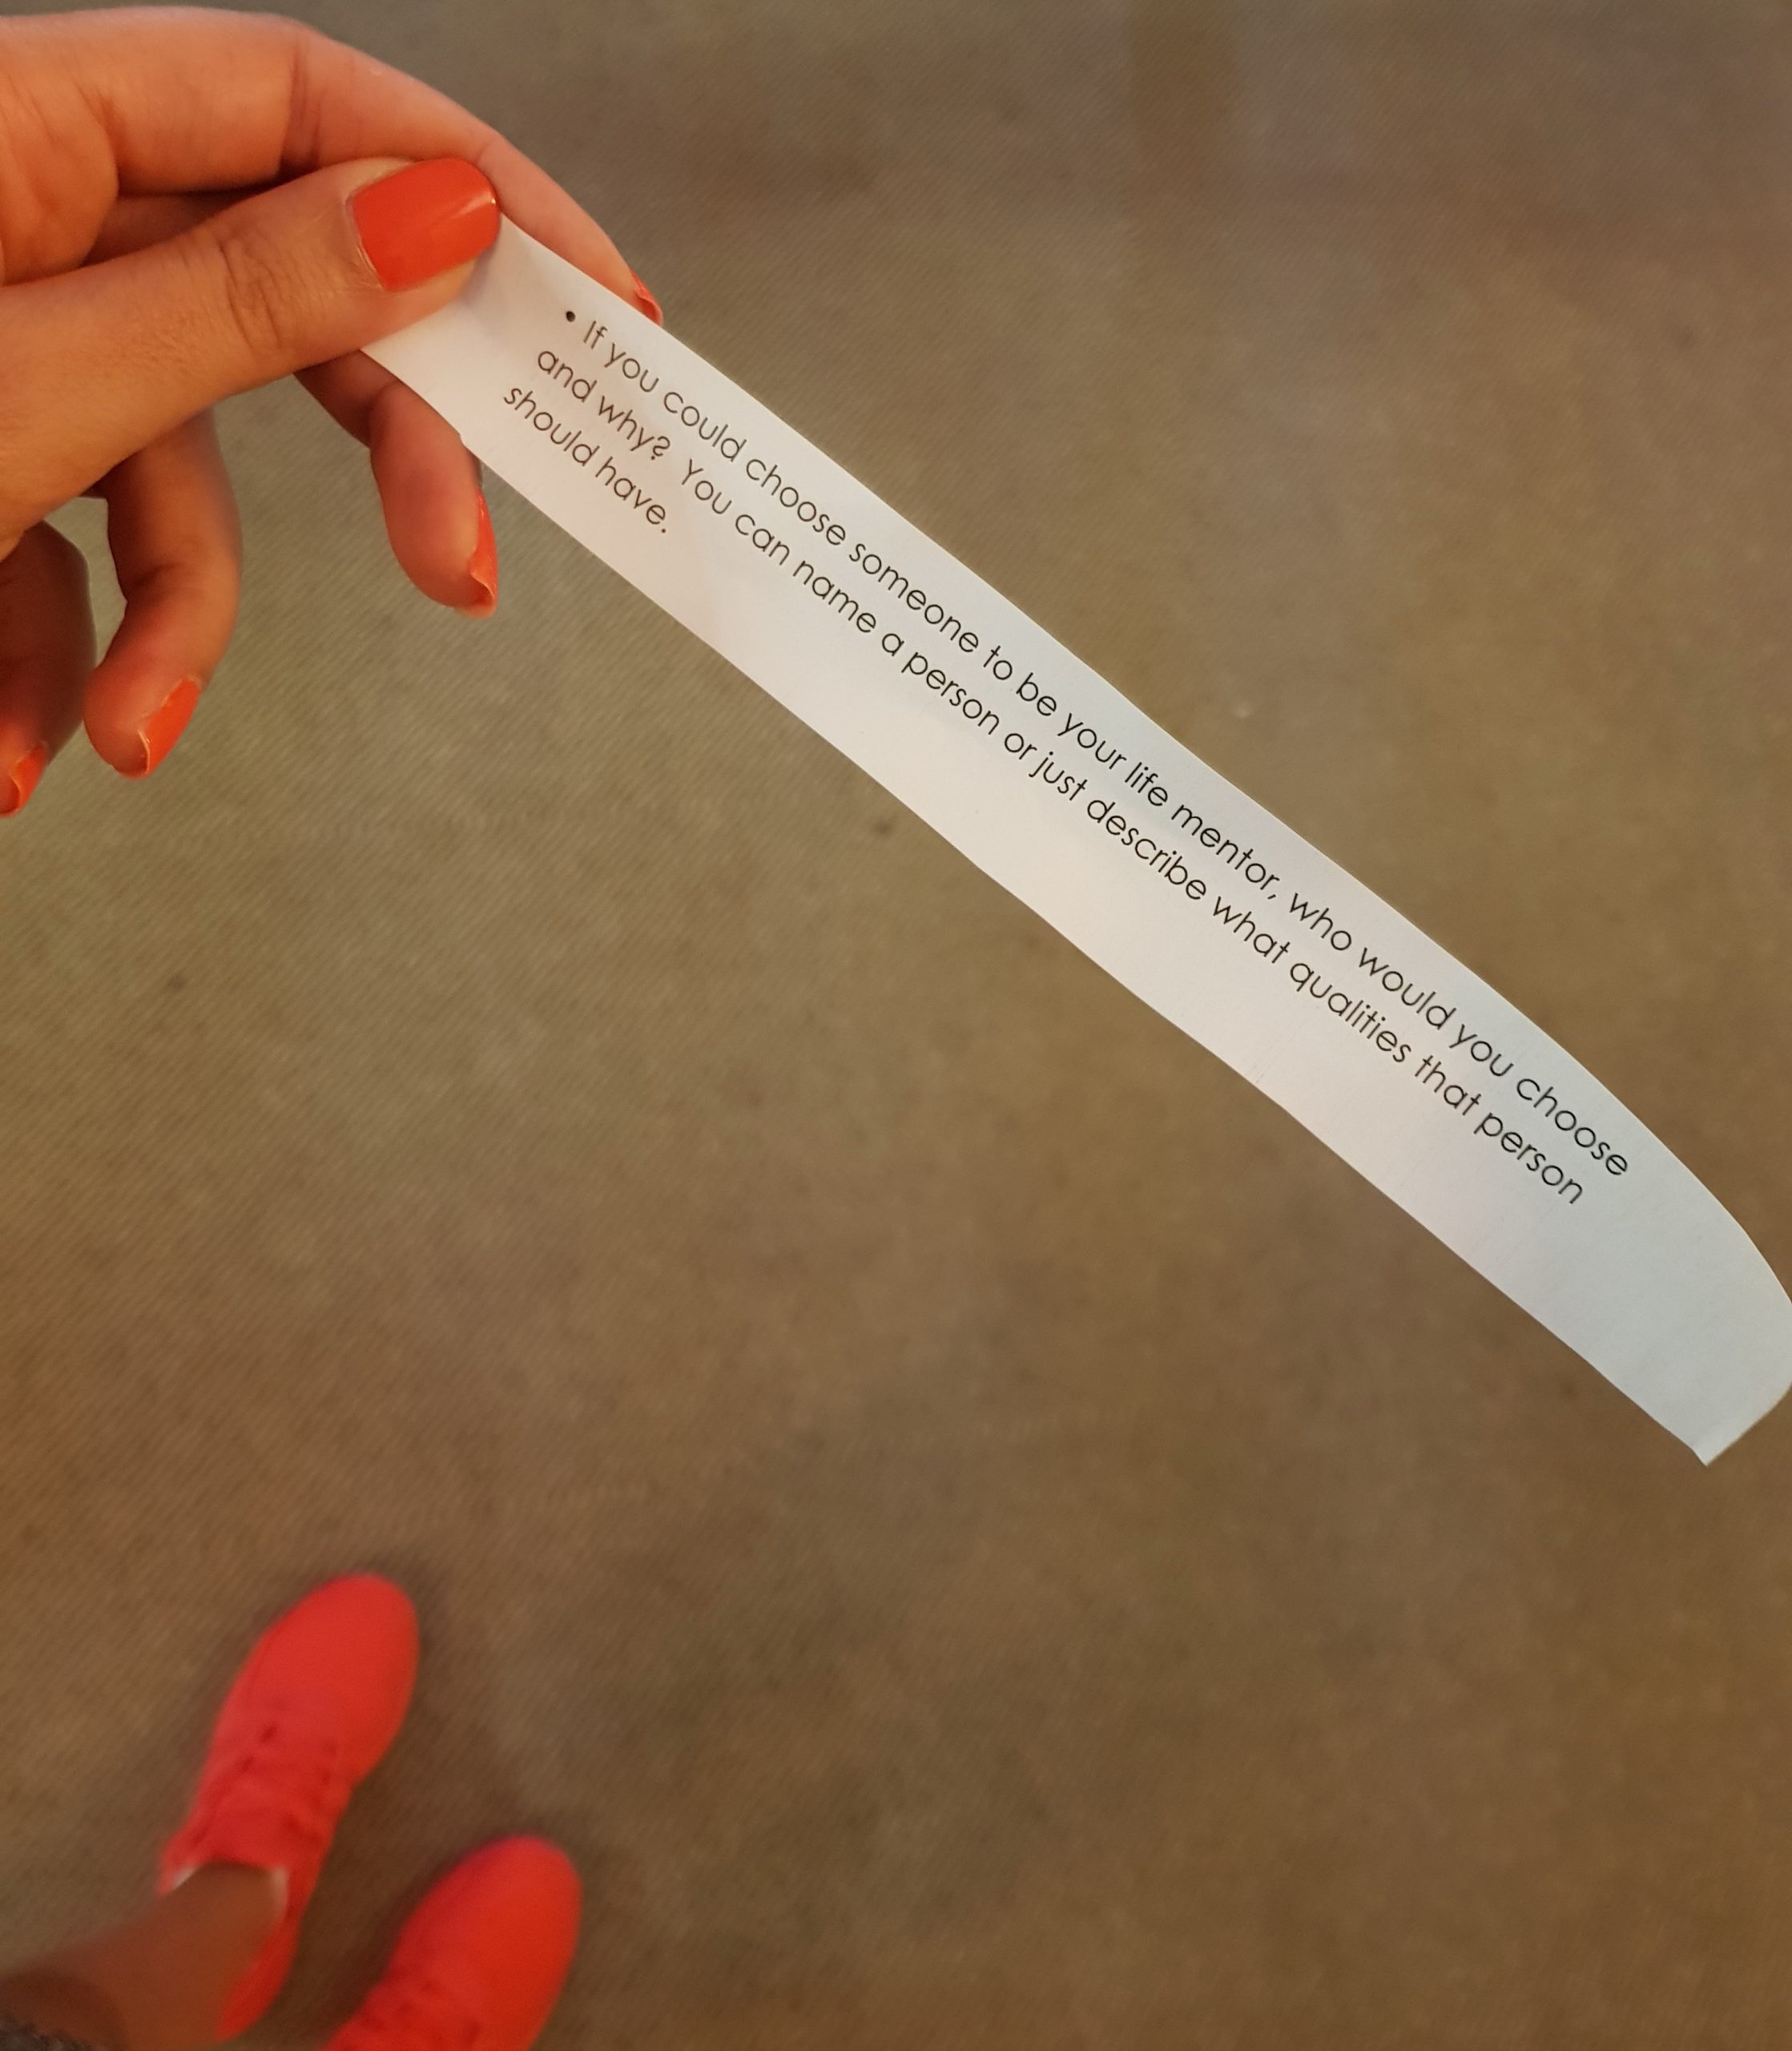 • If you could choose someone to be your life mentor, who would you choose
and why? You can name a person or just describe what qualities that person
should have.